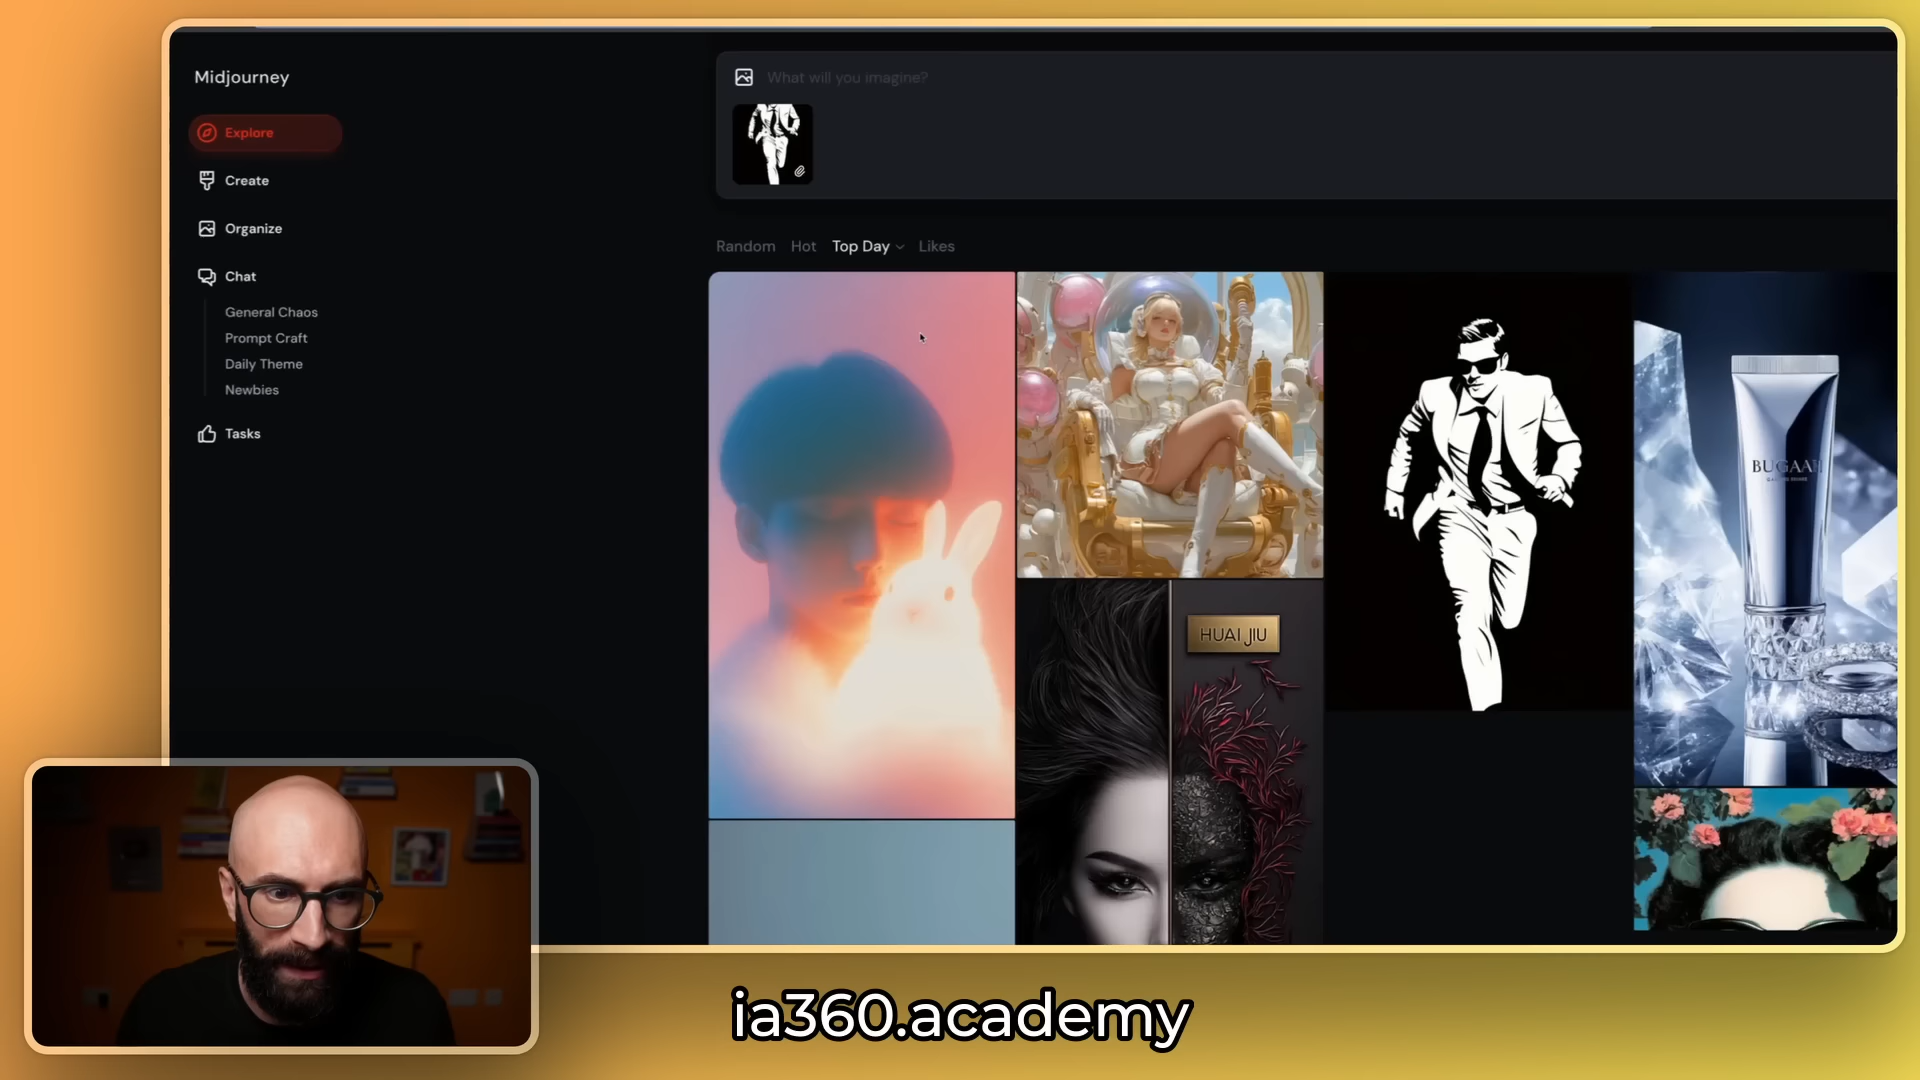 Midjourney
What will you imagine?
Explore
Create
Organize
Chat
General Chaos
Prompt Craft
Daily Theme
Newbies
Tasks
Random Hot Top Day Likes
HUAI JIU
ia360.academy